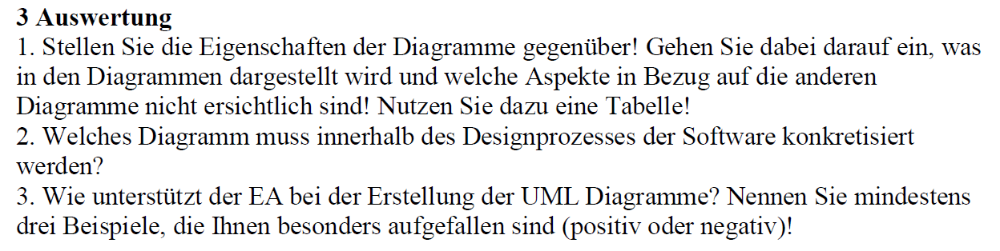 3 Auswertung
1. Stellen Sie die Eigenschaften der Diagramme gegenüber! Gehen Sie dabei darauf ein, was
in den Diagrammen dargestellt wird und welche Aspekte in Bezug auf die anderen
Diagramme nicht ersichtlich sind! Nutzen Sie dazu eine Tabelle!
2. Welches Diagramm muss innerhalb des Designprozesses der Software konkretisiert
werden?
3. Wie unterstützt der EA bei der Erstellung der UML Diagramme? Nennen Sie mindestens
drei Beispiele, die Ihnen besonders aufgefallen sind (positiv oder negativ)!